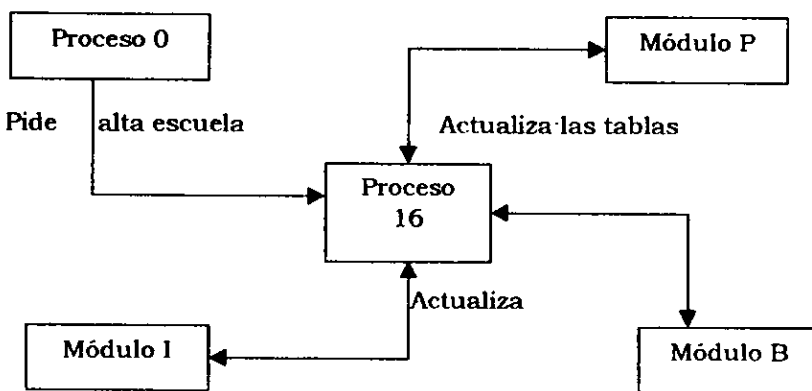 Proceso 0
Módulo P
Pide alta escuela
Actualiza las tablas
Proceso
16
Actualiza
Módulo I
Módulo B